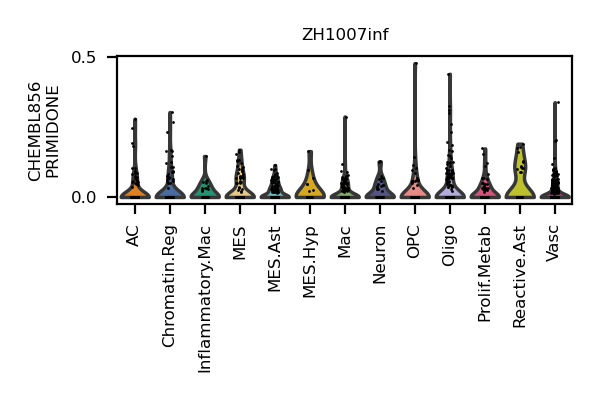 ZH1007inf
CHEMBL856
PRIMIDONE
0.5
0.0
AC
Chromatin.Reg
Inflammatory.Mac
MES
MES.Ast
MES.Hyp
Mac
Neuron
OPC
Oligo
Prolif.Metab
Reactive.Ast
Vasc